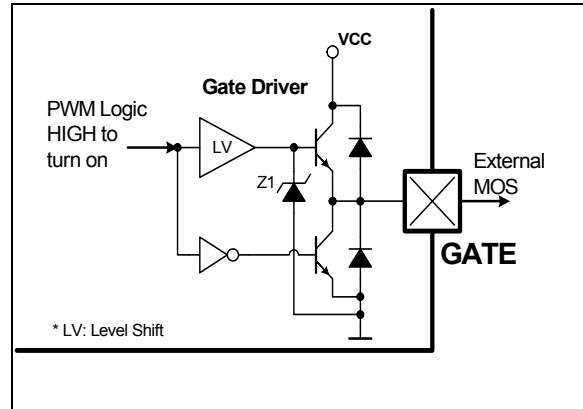 VCC
Gate Driver
PWM Logic
HIGH to
turn on
LV
Z1
External
MOS
GATE
* LV: Level Shift